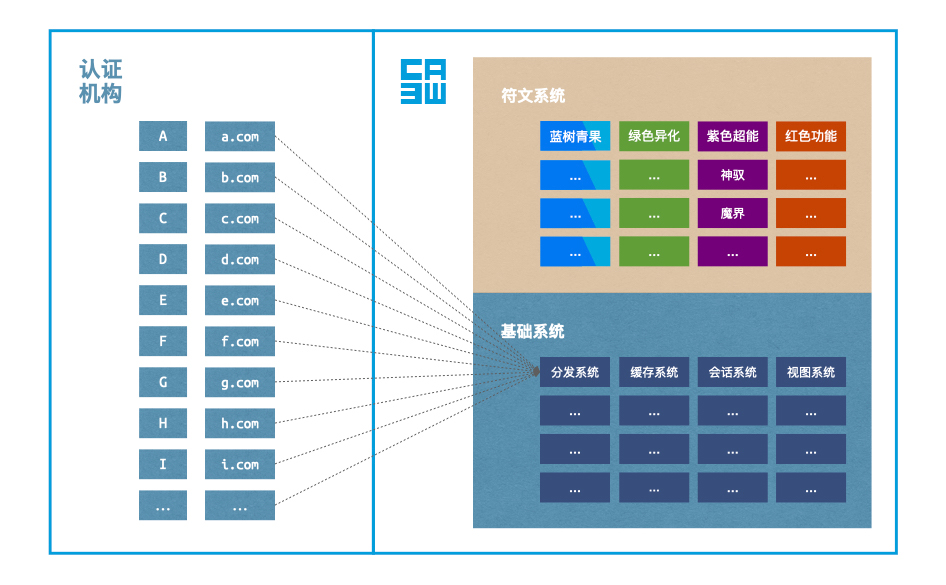 认证
机构
A a.com
B b.com
C c.com
D d.com
E e.com
F f.com
G g.com
H h.com
I i.com
... ...
CA
3W
符文系统
蓝树青果 绿色异化 紫色超能 红色功能
... ... 神驭 ...
... ... 魔界 ...
... ... ... ...
基础系统
分发系统 缓存系统 会话系统 视图系统
... ... ... ...
... ... ... ...
... ... ... ...